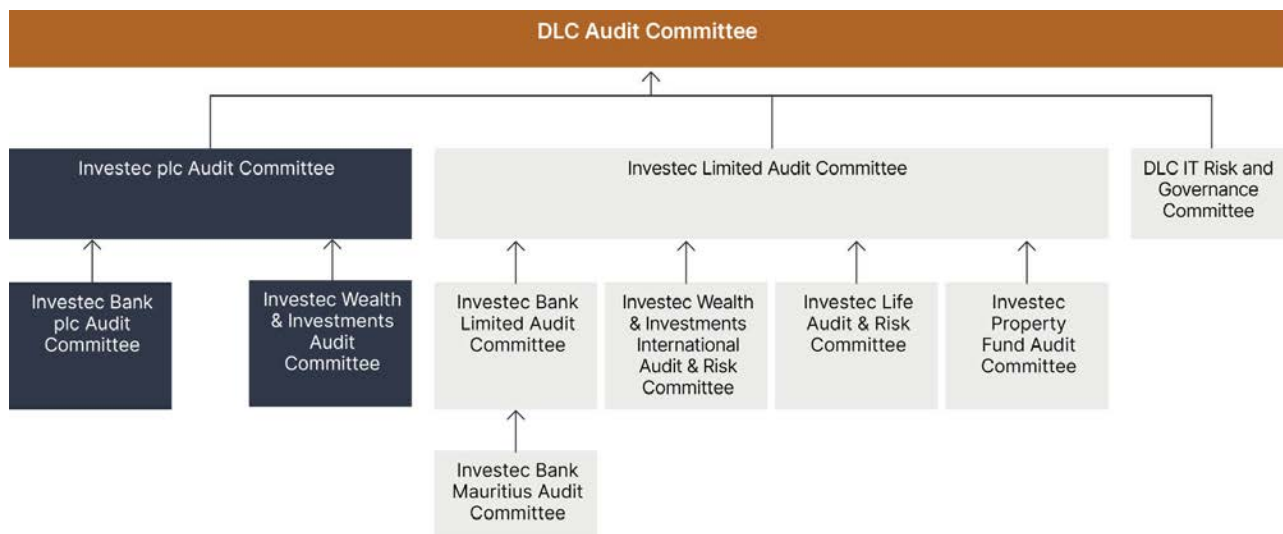 DLC Audit Committee
Investec plc Audit Committee
Investec Limited Audit Committee
DLC IT Risk and
Governance
Committee
Investec Bank
plc Audit
Committee
Investec Wealth
& Investments
Audit
Committee
Investec Bank
Limited Audit
Committee
Investec Wealth
& Investments
International
Audit & Risk
Committee
Investec Life
Audit & Risk
Committee
Investec
Property
Fund Audit
Committee
Investec Bank
Mauritius Audit
Committee